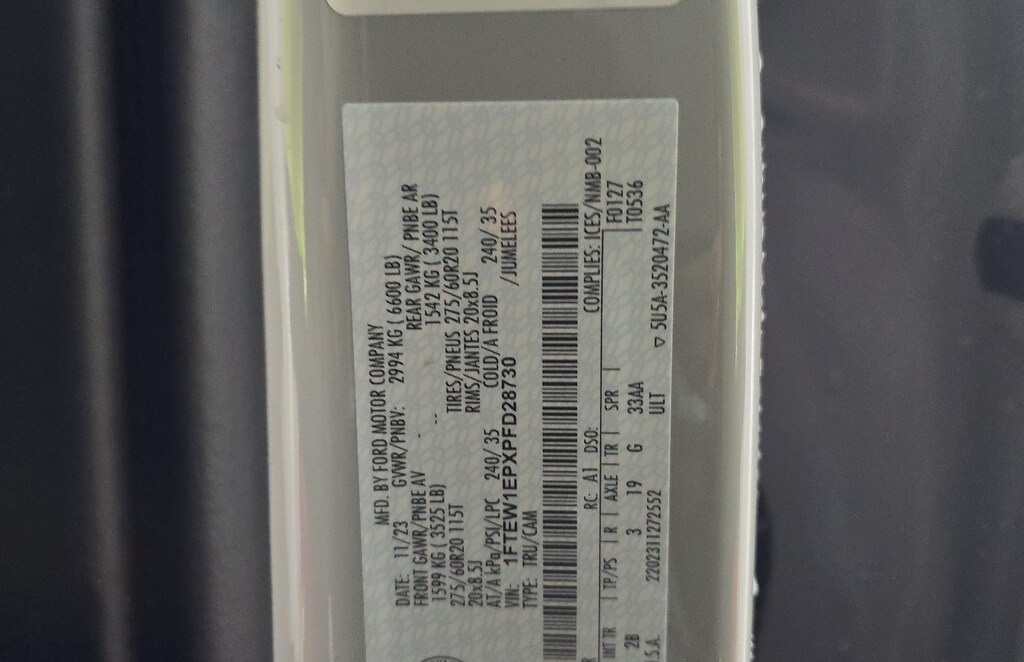 MFD. BY FORD MOTOR COMPANY
DATE: 11/23 GVWR/PNBV: 2994 KG ( 6600 LB)
FRONT GAWR/PNBE AV - REAR GAWR/ PNBE AR
1599 KG ( 3525 LB) -- 1542 KG ( 3400 LB)
275/60R20 115T TIRES/PNEUS 275/60R20 115T
20x8.5J RIMS/JANTES 20x8.5J
AT/A kPa/PSI/LPC 240/ 35 COLD/A FROID 240/ 35
VIN: 1FTEW1EPXPFD28730 /JUMELEES
TYPE: TRU/CAM
RC: A1 DSO: COMPLIES: ICES/NMB-002
INT TR | TP/PS | R | AXLE | TR | SPR | F0127
2B 3 19 G 33AA T0536
.S.A. 2202311272552 ULT ▽ 5U5A-3520472-AA